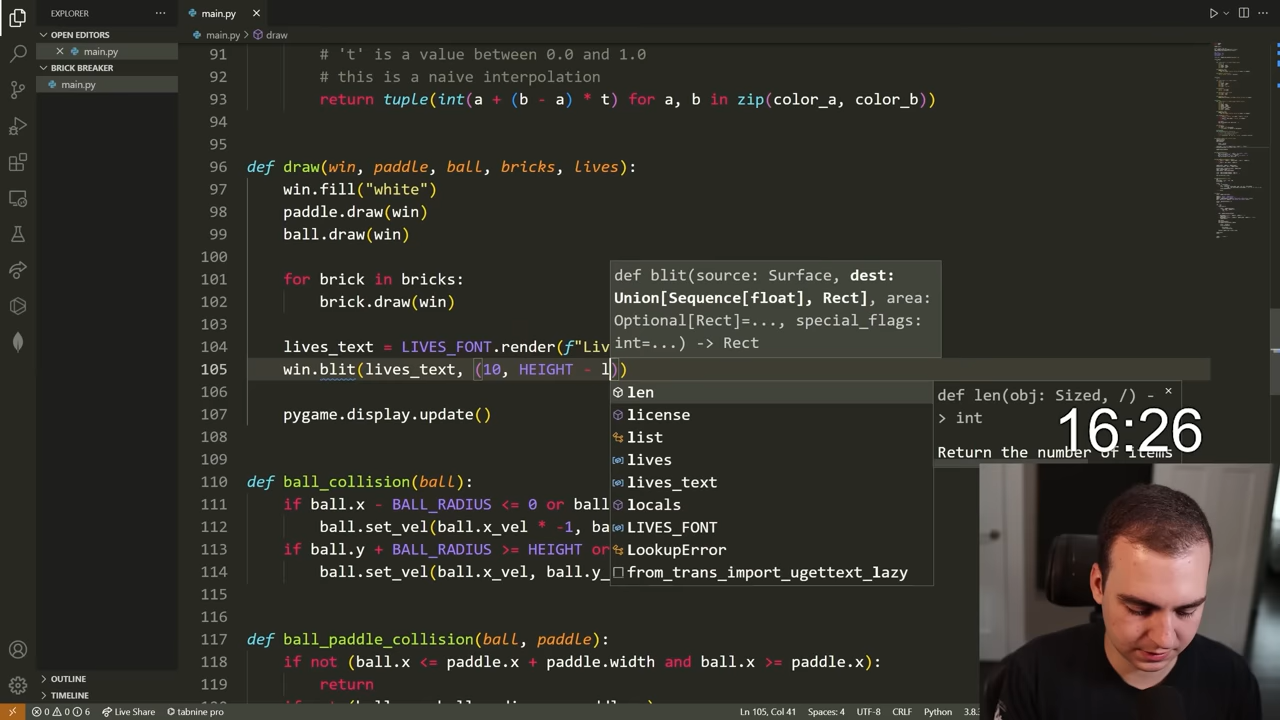 EXPLORER
main.py
OPEN EDITORS
main.py
BRICK BREAKER
main.py
main.py > draw
91 # 't' is a value between 0.0 and 1.0
92 # this is a naive interpolation
93 return tuple(int(a + (b - a) * t) for a, b in zip(color_a, color_b))
94
95
96 def draw(win, paddle, ball, bricks, lives):
97 win.fill("white")
98 paddle.draw(win)
99 ball.draw(win)
100
101 for brick in bricks:
102 brick.draw(win)
103
104 lives_text = LIVES_FONT.render(f"Liv
105 win.blit(lives_text, (10, HEIGHT - l))
106
107 pygame.display.update()
108
109
110 def ball_collision(ball):
111 if ball.x - BALL_RADIUS <= 0 or ball
112 ball.set_vel(ball.x_vel * -1, ba
113 if ball.y + BALL_RADIUS >= HEIGHT or
114 ball.set_vel(ball.x_vel, ball.y_
115
116
117 def ball_paddle_collision(ball, paddle):
118 if not (ball.x <= paddle.x + paddle.width and ball.x >= paddle.x):
119 return
def blit(source: Surface, dest:
Union[Sequence[float], Rect], area:
Optional[Rect]=..., special_flags:
int=...) -> Rect
len
license
list
lives
lives_text
locals
LIVES_FONT
LookupError
from_trans_import_ugettext_lazy
def len(obj: Sized, /) -
> int
Return the number of items
16:26
OUTLINE
TIMELINE
0 0 6 Live Share tabnine pro Ln 105, Col 41 Spaces: 4 UTF-8 CRLF Python 3.8.